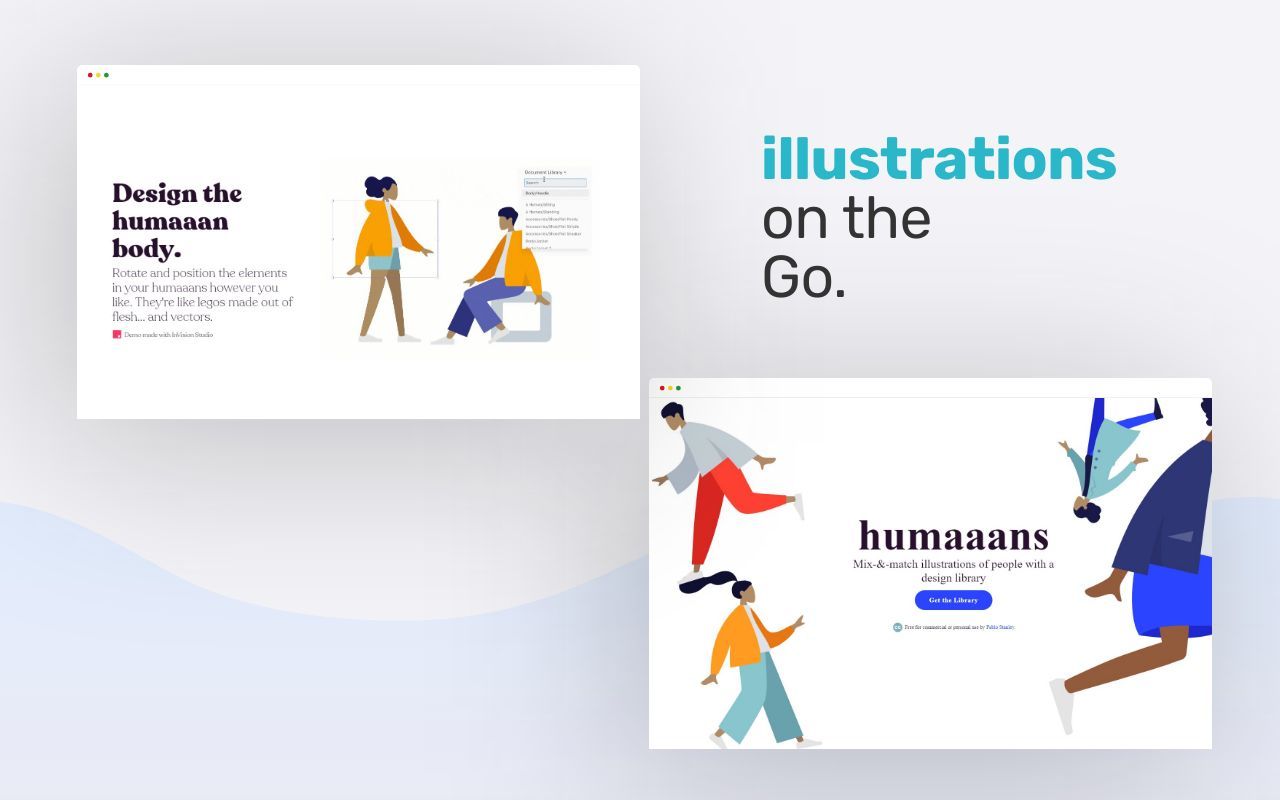 illustrations
on the
Go.
Design the
humaaan
body.
Rotate and position the elements
in your humaaans however you
like. They're like legos made out of
flesh... and vectors.
Demo made with InVision Studio
Document Library
Search
humaaans
Mix-&-match illustrations of people with a
design library
Get the Library
Free for commercial or personal use by Pablo Stanley.